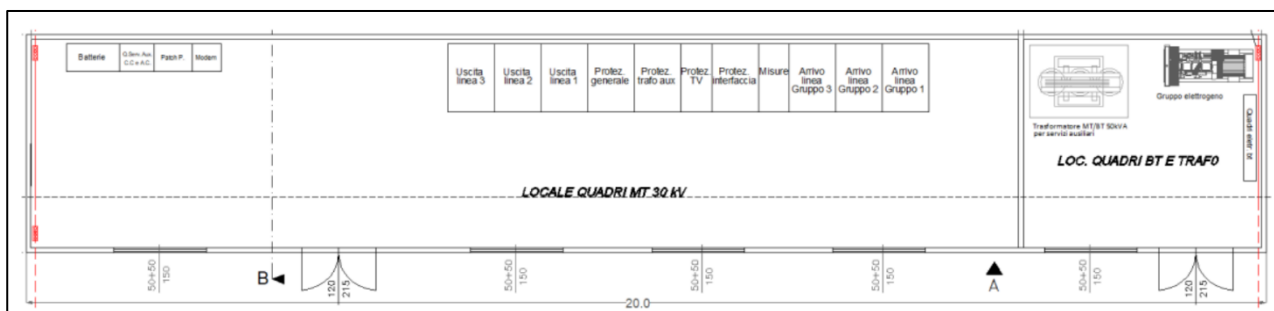 Batterie
Q.Serv. Aux.
C.C. e A.C.
Patch P.
Modem
Uscita
linea 3
Uscita
linea 2
Uscita
linea 1
Protez.
generale
Protez.
trafo aux
Protez.
TV
Protez.
interfaccia
Misure
Arrivo
linea
Gruppo 3
Arrivo
linea
Gruppo 2
Arrivo
linea
Gruppo 1
Trasformatore MT/BT 50kVA
per servizi ausiliari
Gruppo elettrogeno
Quadri elettr. bt
LOC. QUADRI BT E TRAFO
LOCALE QUADRI MT 30 kV
50+50
150
B
120
215
50+50
150
50+50
150
50+50
150
A
50+50
150
120
215
20.0